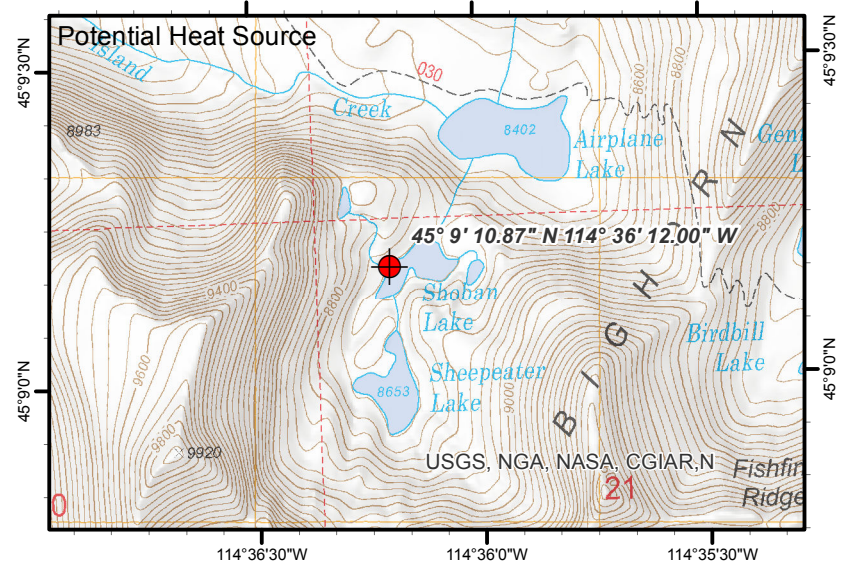 Potential Heat Source
Island
Creek
030
8983
8402
Airplane
Lake
Gem
L
8600
8800
8800
45° 9' 10.87" N 114° 36' 12.00" W
BIGHORN
Shoban
Lake
9400
8800
9600
9800
9920
Birdbill
Lake
Sheepeater
Lake
8653
9000
USGS, NGA, NASA, CGIAR,N
21
0
Fishfin
Ridge
45°9'30"N
45°9'0"N
45°9'30"N
45°9'0"N
114°36'30"W
114°36'0"W
114°35'30"W